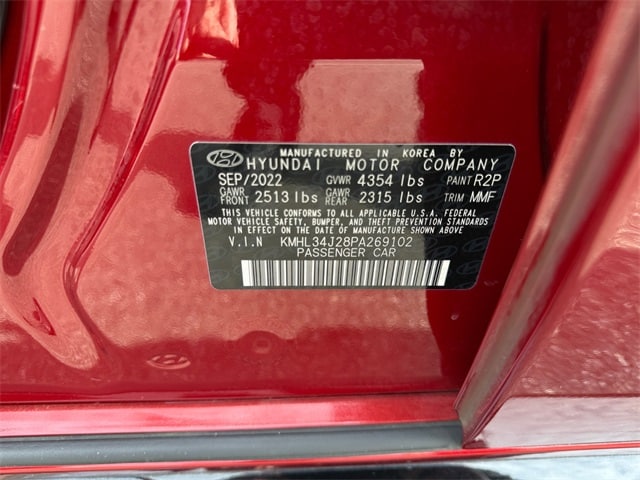 MANUFACTURED IN KOREA BY
HYUNDAI MOTOR COMPANY
SEP/2022 GVWR 4354 lbs PAINT R2P
GAWR FRONT 2513 lbs GAWR REAR 2315 lbs TRIM MMF
THIS VEHICLE CONFORMS TO ALL APPLICABLE U.S.A. FEDERAL
MOTOR VEHICLE SAFETY, BUMPER, AND THEFT PREVENTION STANDARDS
IN EFFECT ON THE DATE OF MANUFACTURE SHOWN ABOVE.
V.I.N KMHL34J28PA269102
PASSENGER CAR